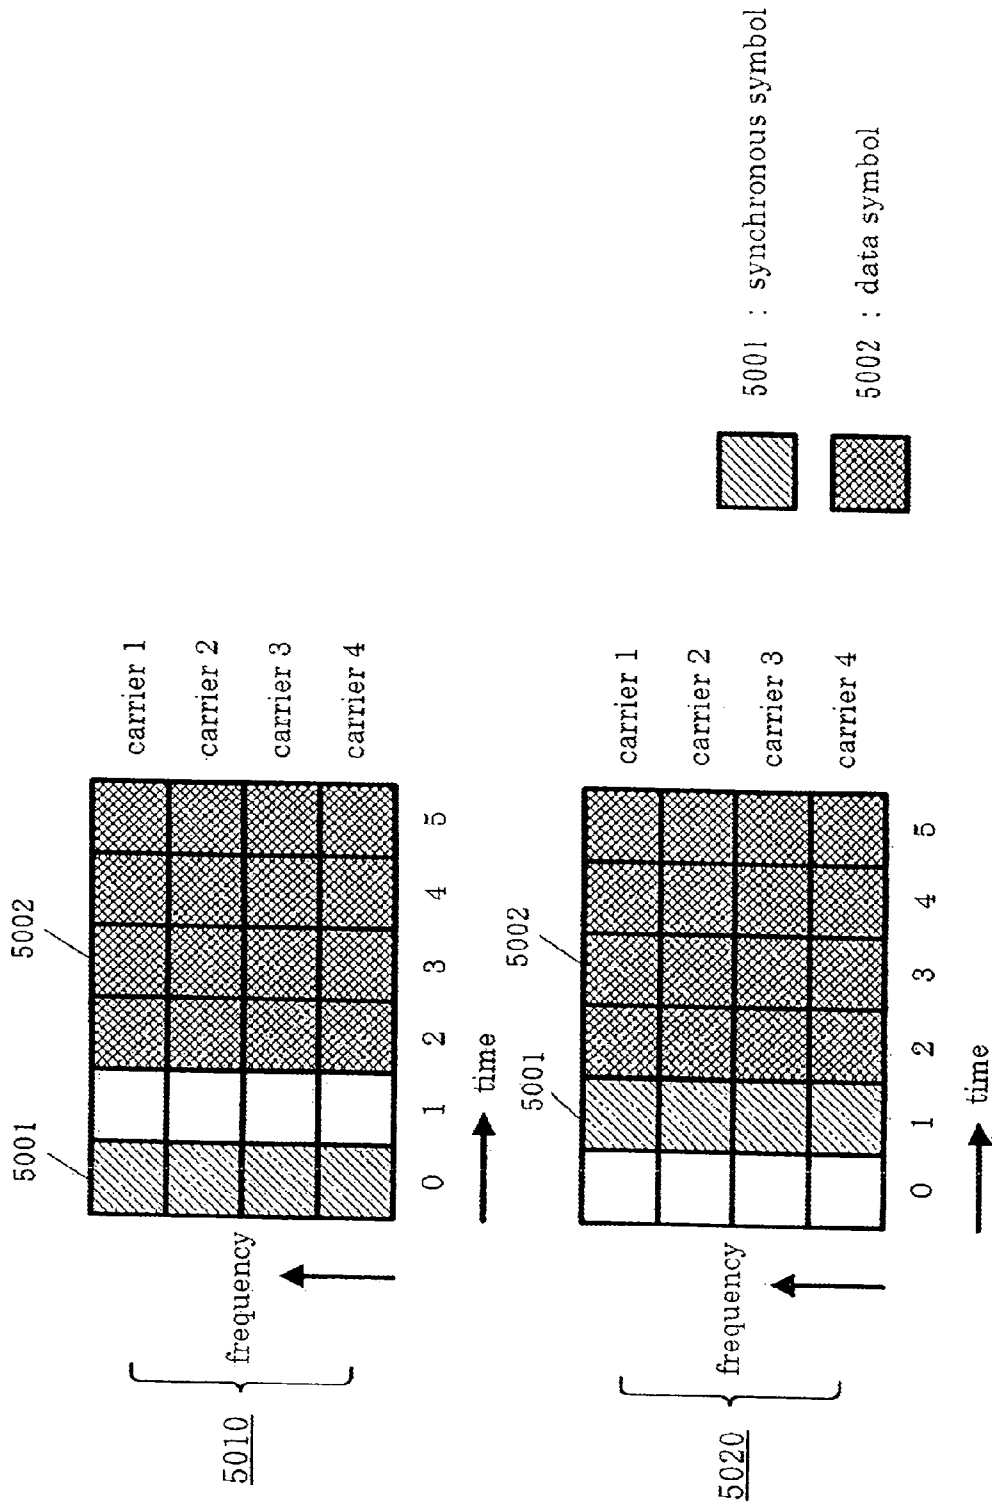 5010
frequency
5001
5002
carrier 1
carrier 2
carrier 3
carrier 4
0 1 2 3 4 5
time
5020
frequency
5001
5002
carrier 1
carrier 2
carrier 3
carrier 4
0 1 2 3 4 5
time
5001 : synchronous symbol
5002 : data symbol